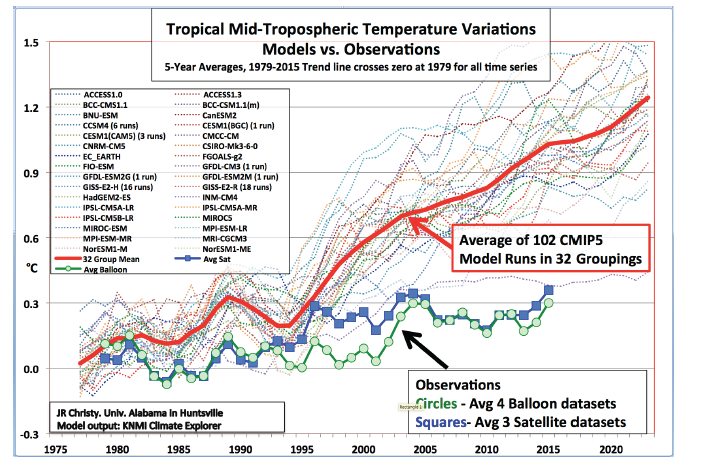 Tropical Mid-Tropospheric Temperature Variations
Models vs. Observations
5-Year Averages, 1979-2015 Trend line crosses zero at 1979 for all time series
1.5
1.2
0.9
0.6
°C
0.3
0.0
-0.3
ACCESS1.0 ACCESS1.3
BCC-CMS1.1 BCC-CSM1.1(m)
BNU-ESM CanESM2
CCSM4 (6 runs) CESM1(BGC) (1 run)
CESM1(CAM5) (3 runs) CMCC-CM
CNRM-CM5 CSIRO-Mk3-6-0
EC_EARTH FGOALS-g2
FIO-ESM GFDL-CM3 (1 run)
GFDL-ESM2G (1 run) GFDL-ESM2M (1 run)
GISS-E2-H (16 runs) GISS-E2-R (18 runs)
HadGEM2-ES INM-CM4
IPSL-CM5A-LR IPSL-CM5A-MR
IPSL-CM5B-LR MIROC5
MIROC-ESM MPI-ESM-LR
MPI-ESM-MR MRI-CGCM3
NorESM1-M NorESM1-ME
32 Group Mean Avg Sat
Avg Balloon
Average of 102 CMIP5
Model Runs in 32 Groupings
Observations
Circles - Avg 4 Balloon datasets
Rectangle
Squares- Avg 3 Satellite datasets
JR Christy. Univ. Alabama in Huntsville
Model output: KNMI Climate Explorer
1975 1980 1985 1990 1995 2000 2005 2010 2015 2020